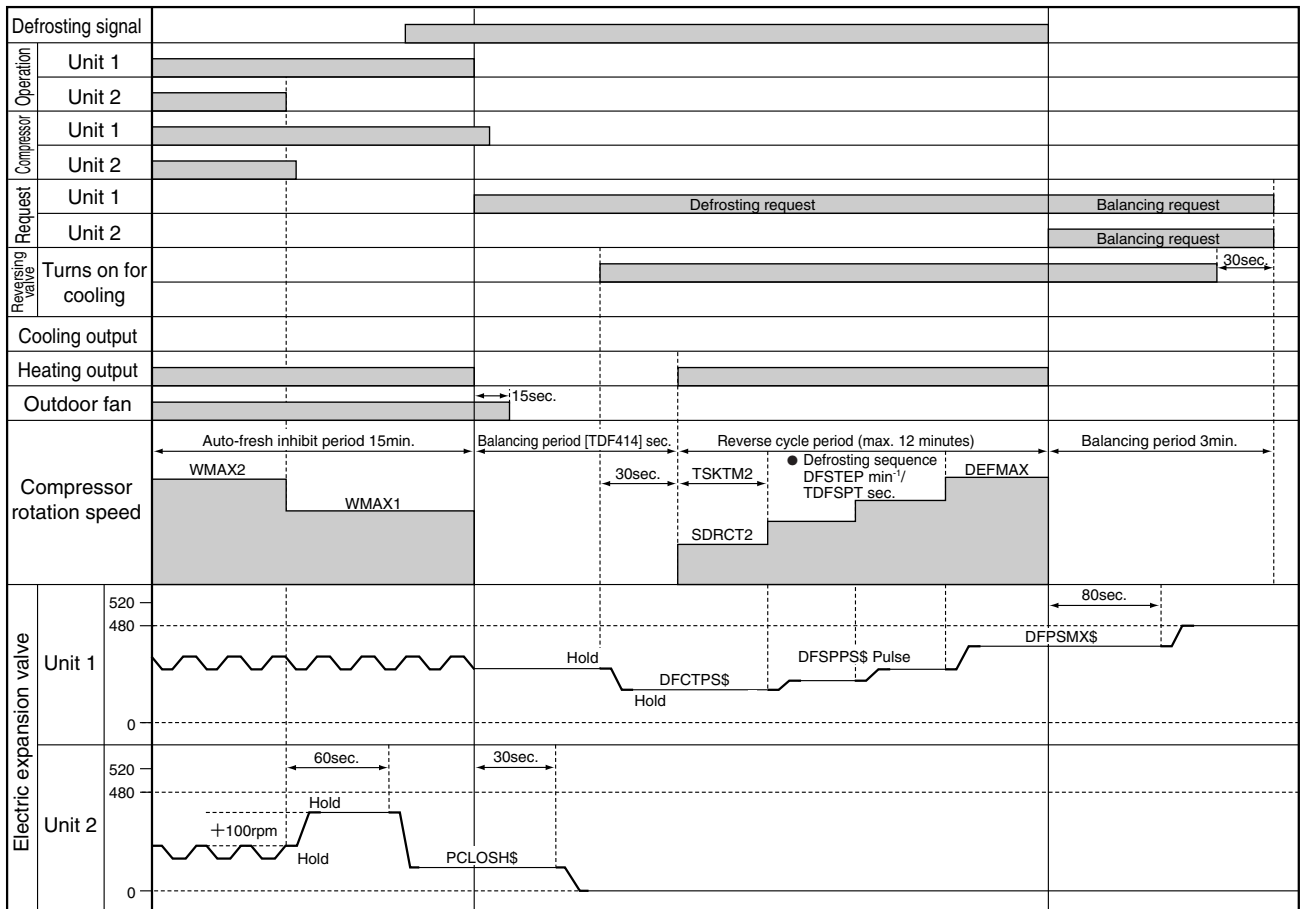 Defrosting signal
Operation
Unit 1
Unit 2
Compressor
Unit 1
Unit 2
Request
Unit 1
Defrosting request
Balancing request
Unit 2
Balancing request
Reversing
valve
Turns on for
cooling
30sec.
Cooling output
Heating output
Outdoor fan
15sec.
Compressor
rotation speed
Auto-fresh inhibit period 15min.
Balancing period [TDF414] sec.
Reverse cycle period (max. 12 minutes)
Balancing period 3min.
WMAX2
WMAX1
30sec.
TSKTM2
● Defrosting sequence
DFSTEP min⁻¹/
TDFSPT sec.
DEFMAX
SDRCT2
Electric expansion valve
Unit 1
520
480
0
Hold
DFCTPS$
Hold
DFSPPS$ Pulse
DFPSMX$
80sec.
Unit 2
520
480
0
60sec.
30sec.
Hold
+100rpm
Hold
PCLOSH$